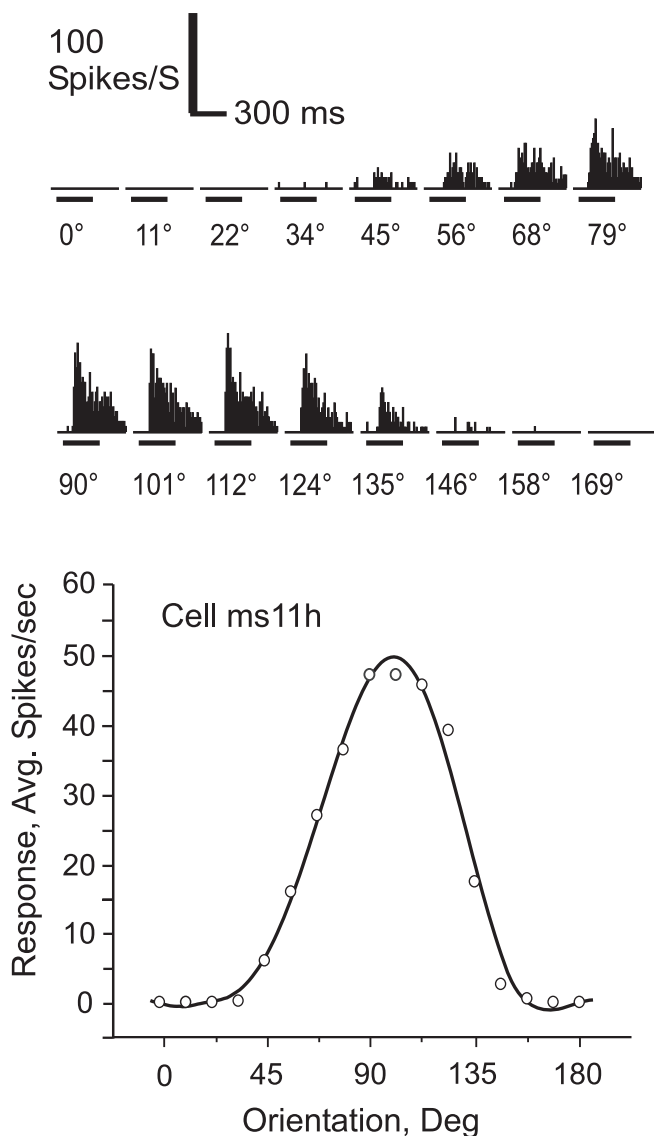 100
Spikes/S
300 ms
0° 11° 22° 34° 45° 56° 68° 79°
90° 101° 112° 124° 135° 146° 158° 169°
60
Cell ms11h
50
40
30
20
10
0
Response, Avg. Spikes/sec
0 45 90 135 180
Orientation, Deg